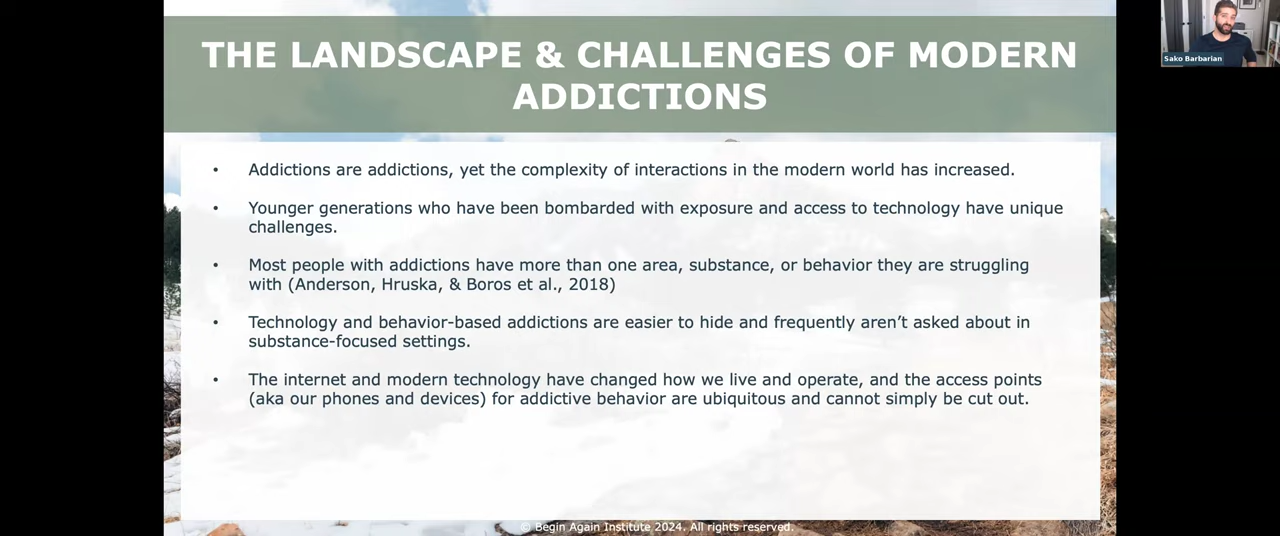 THE LANDSCAPE & CHALLENGES OF MODERN
ADDICTIONS
Sako Barbarian
• Addictions are addictions, yet the complexity of interactions in the modern world has increased.
• Younger generations who have been bombarded with exposure and access to technology have unique
challenges.
• Most people with addictions have more than one area, substance, or behavior they are struggling
with (Anderson, Hruska, & Boros et al., 2018)
• Technology and behavior-based addictions are easier to hide and frequently aren’t asked about in
substance-focused settings.
• The internet and modern technology have changed how we live and operate, and the access points
(aka our phones and devices) for addictive behavior are ubiquitous and cannot simply be cut out.
© Begin Again Institute 2024. All rights reserved.